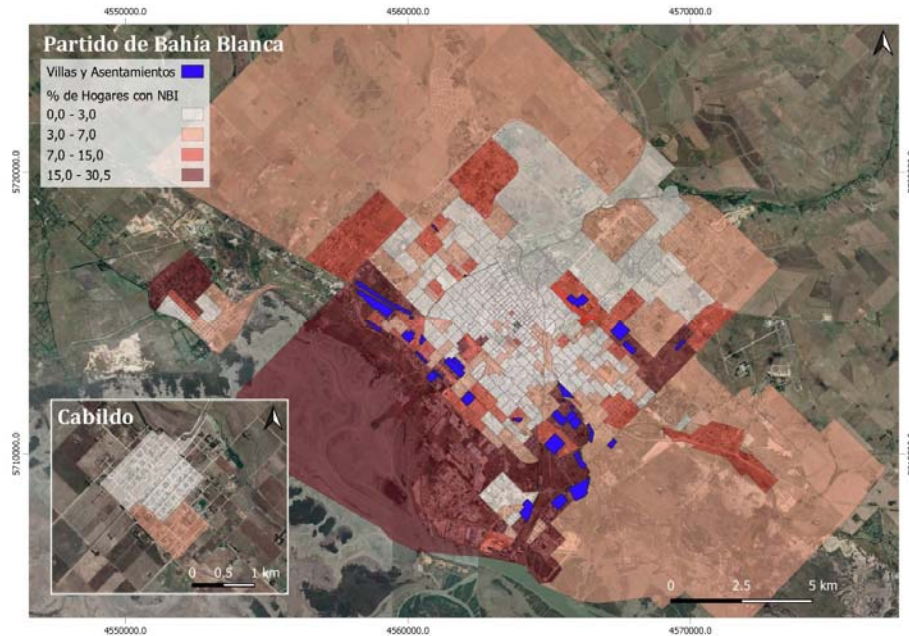 4550000.0 4560000.0 4570000.0
Partido de Bahía Blanca
Villas y Asentamientos
% de Hogares con NBI
0,0 - 3,0
3,0 - 7,0
7,0 - 15,0
15,0 - 30,5
5720000.0 5720000.0
5710000.0
Cabildo
0 0.5 1 km
0 2.5 5 km
4550000.0 4560000.0 4570000.0